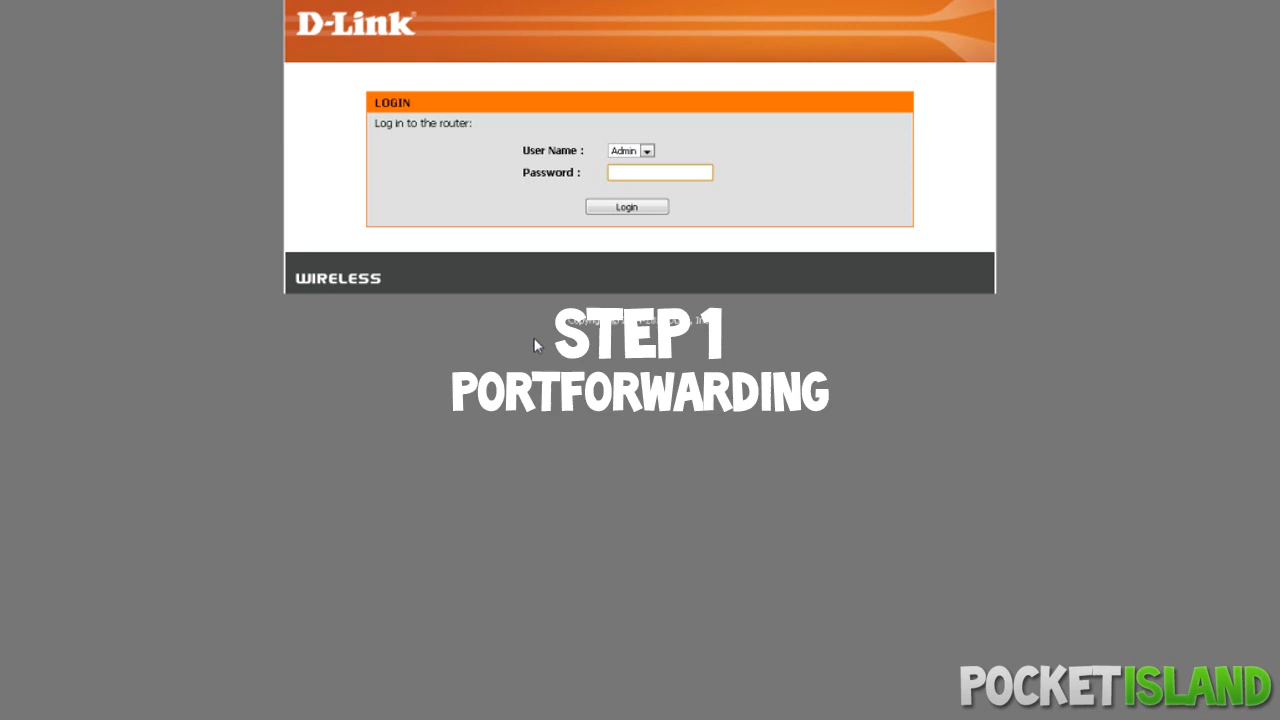 D-Link
LOGIN
Log in to the router:
User Name : Admin
Password :
Login
WIRELESS
STEP 1
PORTFORWARDING
POCKETISLAND